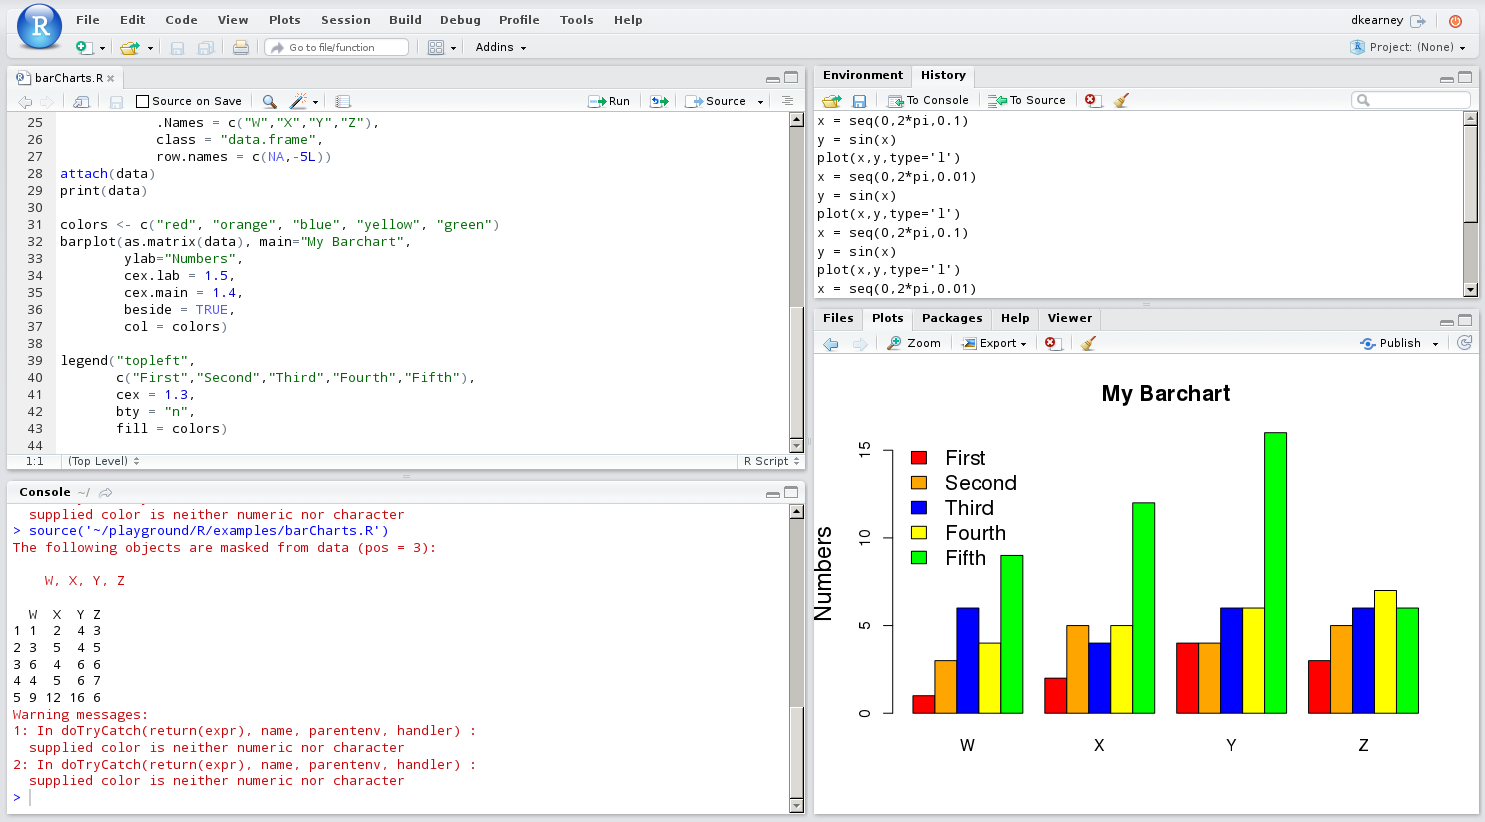 R
File Edit Code View Plots Session Build Debug Profile Tools Help
dkearney
Go to file/function
Addins
Project: (None)
barCharts.R
Source on Save
Run
Source
25 .Names = c("W","X","Y","Z"),
26 class = "data.frame",
27 row.names = c(NA,-5L))
28 attach(data)
29 print(data)
30
31 colors <- c("red", "orange", "blue", "yellow", "green")
32 barplot(as.matrix(data), main="My Barchart",
33 ylab="Numbers",
34 cex.lab = 1.5,
35 cex.main = 1.4,
36 beside = TRUE,
37 col = colors)
38
39 legend("topleft",
40 c("First","Second","Third","Fourth","Fifth"),
41 cex = 1.3,
42 bty = "n",
43 fill = colors)
44
1:1 (Top Level) R Script
Console ~/
supplied color is neither numeric nor character
> source('~/playground/R/examples/barCharts.R')
The following objects are masked from data (pos = 3):
W, X, Y, Z
W X Y Z
1 1 2 4 3
2 3 5 4 5
3 6 4 6 6
4 4 5 6 7
5 9 12 16 6
Warning messages:
1: In doTryCatch(return(expr), name, parentenv, handler) :
supplied color is neither numeric nor character
2: In doTryCatch(return(expr), name, parentenv, handler) :
supplied color is neither numeric nor character
>
Environment History
To Console To Source
x = seq(0,2*pi,0.1)
y = sin(x)
plot(x,y,type='l')
x = seq(0,2*pi,0.01)
y = sin(x)
plot(x,y,type='l')
x = seq(0,2*pi,0.1)
y = sin(x)
plot(x,y,type='l')
x = seq(0,2*pi,0.01)
Files Plots Packages Help Viewer
Zoom Export Publish
My Barchart
Numbers
15
10
5
0
First
Second
Third
Fourth
Fifth
W X Y Z